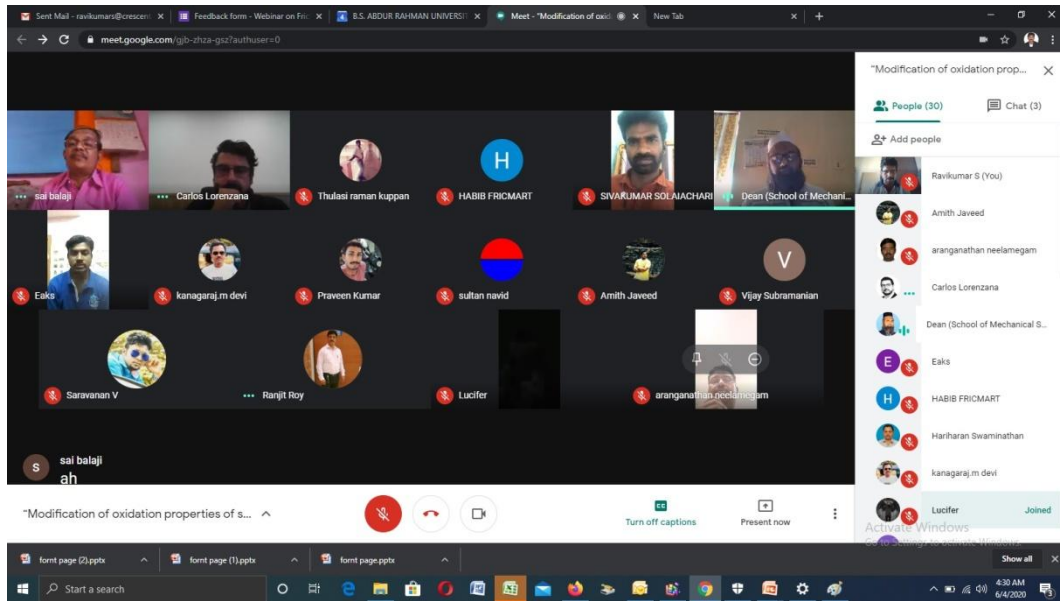 Sent Mail - ravikumars@crescent
Feedback form - Webinar on Fric
B.S. ABDUR RAHMAN UNIVERSIT
Meet - "Modification of oxid
New Tab
meet.google.com/gjb-zhza-gsz?authuser=0
"Modification of oxidation prop...
People (30)
Chat (3)
Add people
sai balaji
Carlos Lorenzana
Thulasi raman kuppan
H
HABIB FRICMART
SIVAKUMAR SOLAIACHARI
Dean (School of Mechani...
Eaks
kanagaraj.m devi
Praveen Kumar
sultan navid
Amith Javeed
V
Vijay Subramanian
Saravanan V
Ranjit Roy
Lucifer
aranganathan neelamegam
Ravikumar S (You)
Amith Javeed
aranganathan neelamegam
Carlos Lorenzana
Dean (School of Mechanical S...
E
Eaks
H
HABIB FRICMART
Hariharan Swaminathan
kanagaraj.m devi
Lucifer
Joined
S
sai balaji
ah
"Modification of oxidation properties of s...
Turn off captions
Present now
Activate Windows
Go to Settings to activate Windows.
fornt page (2).pptx
fornt page (1).pptx
fornt page.pptx
Show all
Start a search
4:30 AM
6/4/2020